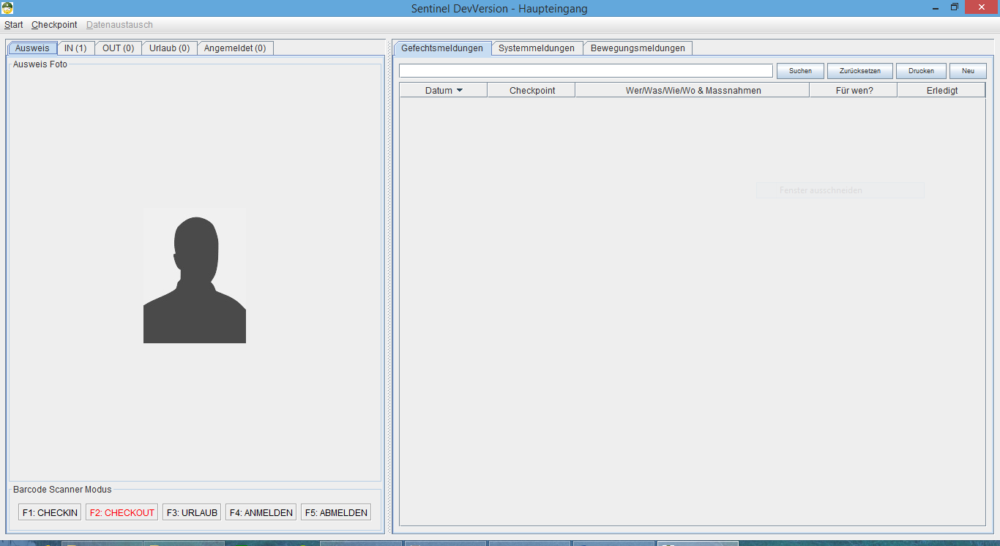 Sentinel DevVersion - Haupteingang
Start Checkpoint Datenaustausch
Ausweis IN (1) OUT (0) Urlaub (0) Angemeldet (0)
Ausweis Foto
Barcode Scanner Modus
F1: CHECKIN F2: CHECKOUT F3: URLAUB F4: ANMELDEN F5: ABMELDEN
Gefechtsmeldungen Systemmeldungen Bewegungsmeldungen
Suchen Zurücksetzen Drucken Neu
Datum Checkpoint Wer/Was/Wie/Wo & Massnahmen Für wen? Erledigt
Fenster ausschneiden